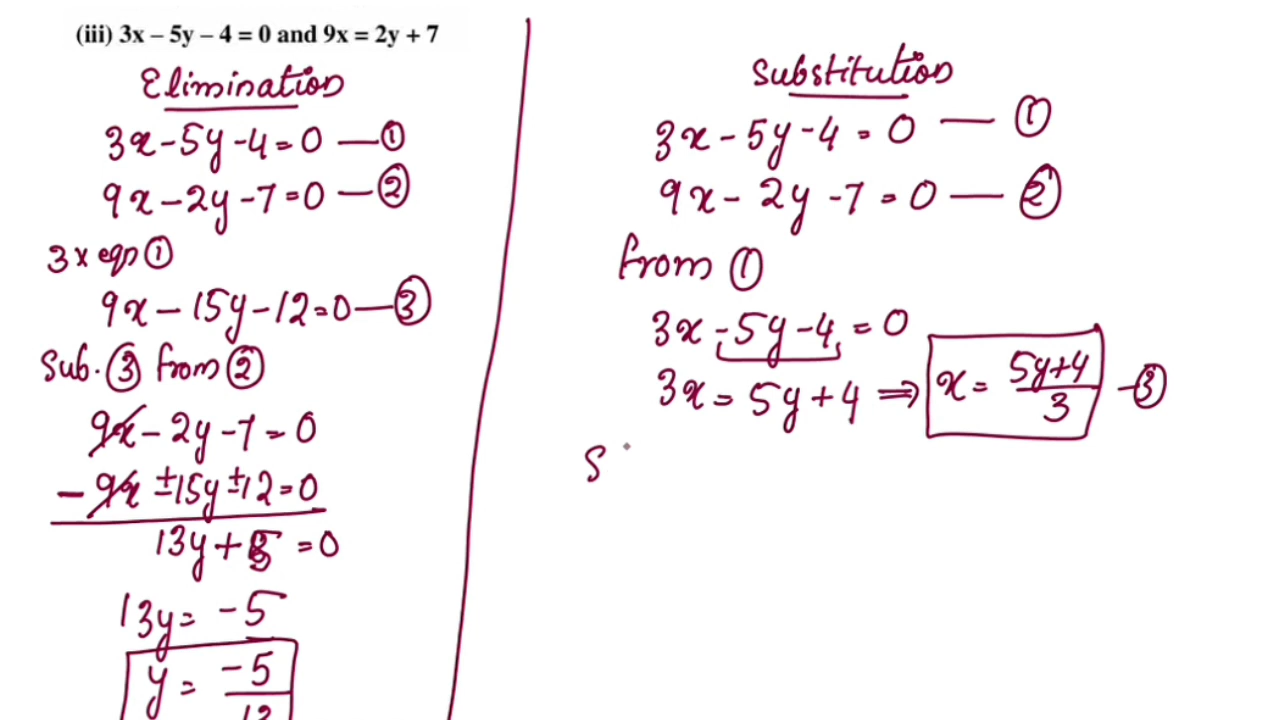 (iii) 3x – 5y – 4 = 0 and 9x = 2y + 7
Elimination
3x-5y-4=0 —①
9x-2y-7=0 —②
3 x eqn ①
9x-15y-12=0 —③
Sub. ③ from ②
9x-2y-7=0
-9x ±15y ±12=0
13y+5=0
13y= -5
y= -5
Substitution
3x-5y-4=0 — ①
9x-2y-7=0 — ②
from ①
3x-5y-4=0
3x=5y+4 ⇒ x= 5y+4/3 -③
S